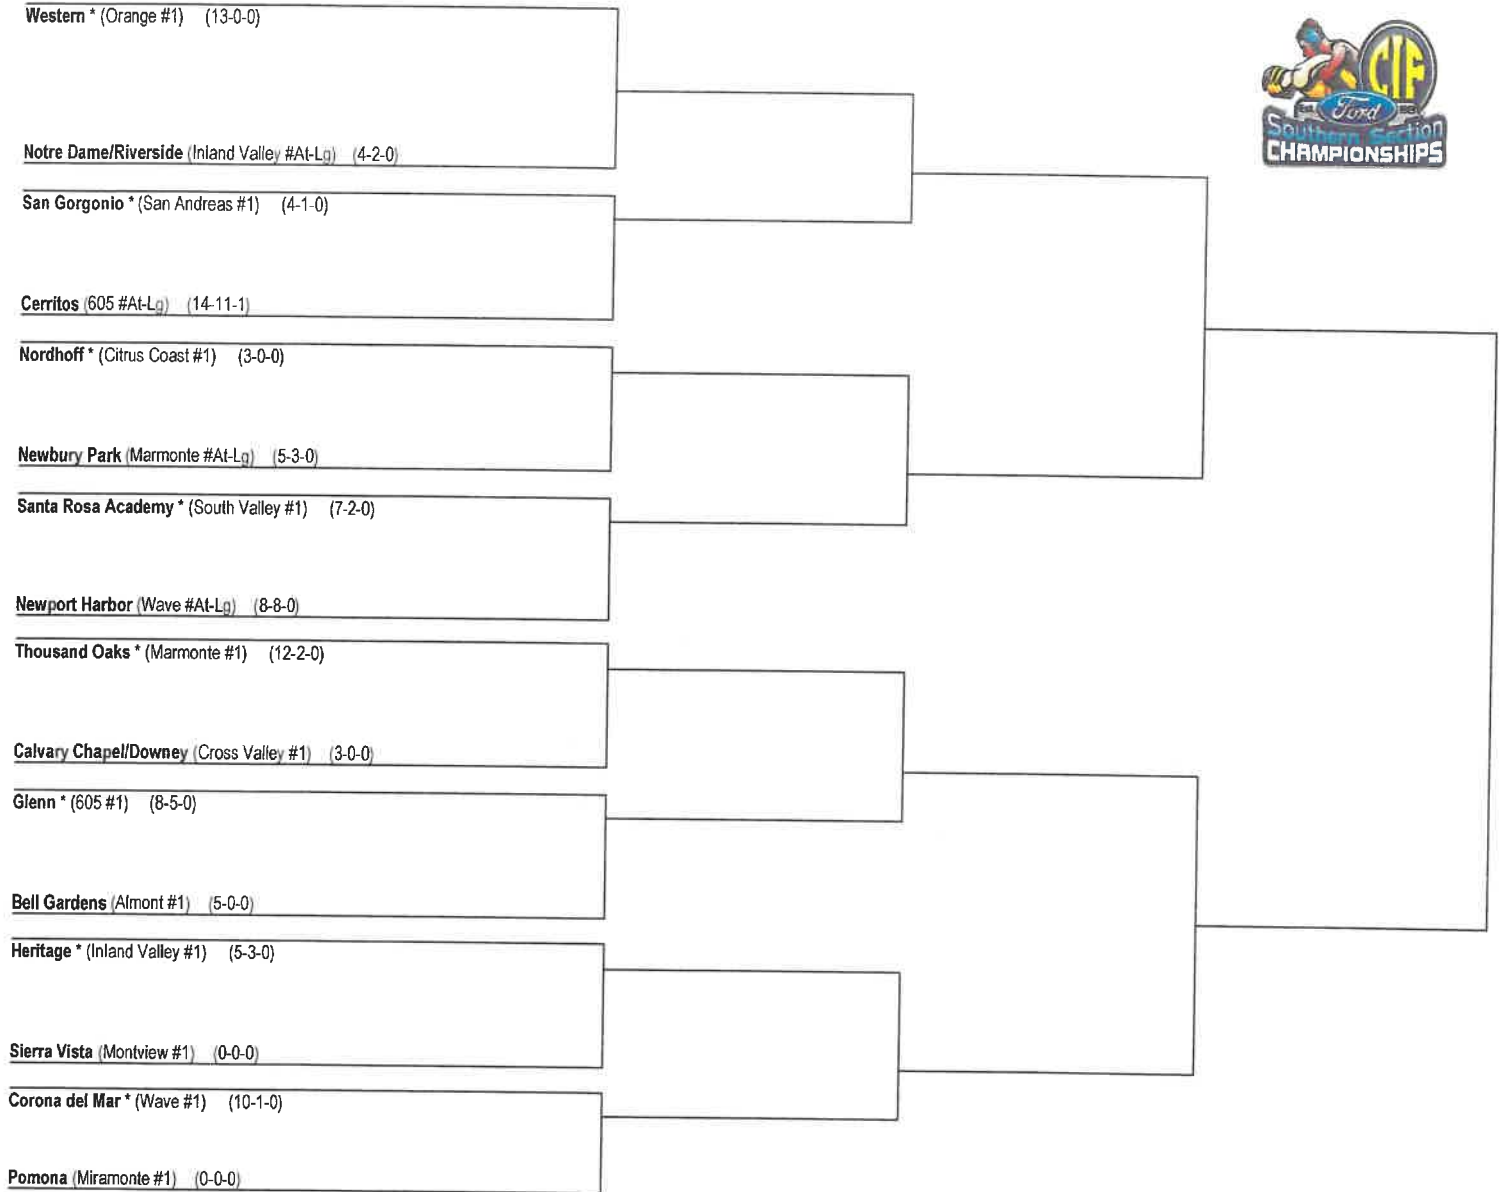 Western * (Orange #1) (13-0-0)
CIF
Ford
Southern Section
CHAMPIONSHIPS
Notre Dame/Riverside (Inland Valley #At-Lg) (4-2-0)
San Gorgonio * (San Andreas #1) (4-1-0)
Cerritos (605 #At-Lg) (14-11-1)
Nordhoff * (Citrus Coast #1) (3-0-0)
Newbury Park (Marmonte #At-Lg) (5-3-0)
Santa Rosa Academy * (South Valley #1) (7-2-0)
Newport Harbor (Wave #At-Lg) (8-8-0)
Thousand Oaks * (Marmonte #1) (12-2-0)
Calvary Chapel/Downey (Cross Valley #1) (3-0-0)
Glenn * (605 #1) (8-5-0)
Bell Gardens (Almont #1) (5-0-0)
Heritage * (Inland Valley #1) (5-3-0)
Sierra Vista (Montview #1) (0-0-0)
Corona del Mar * (Wave #1) (10-1-0)
Pomona (Miramonte #1) (0-0-0)